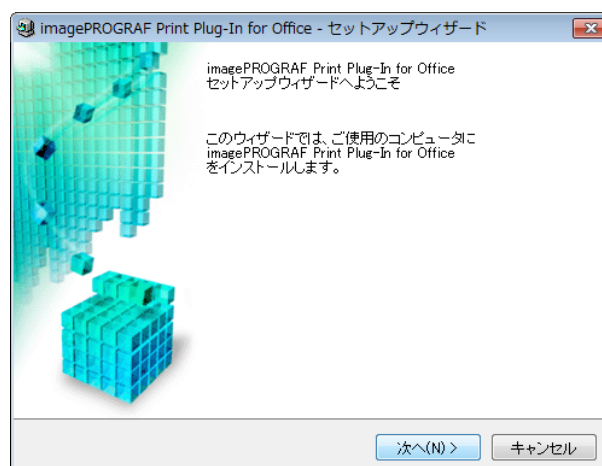 imagePROGRAF Print Plug-In for Office - セットアップウィザード
imagePROGRAF Print Plug-In for Office
セットアップウィザードへようこそ
このウィザードでは、ご使用のコンピュータに
imagePROGRAF Print Plug-In for Office
をインストールします。
次へ(N) >
キャンセル